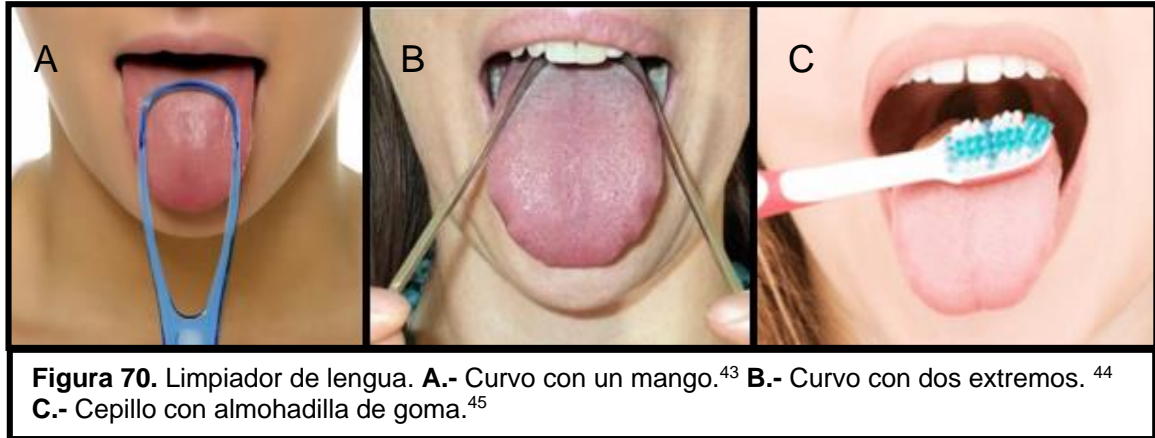 A
B
C
Figura 70. Limpiador de lengua. A.- Curvo con un mango.43 B.- Curvo con dos extremos. 44
C.- Cepillo con almohadilla de goma.45